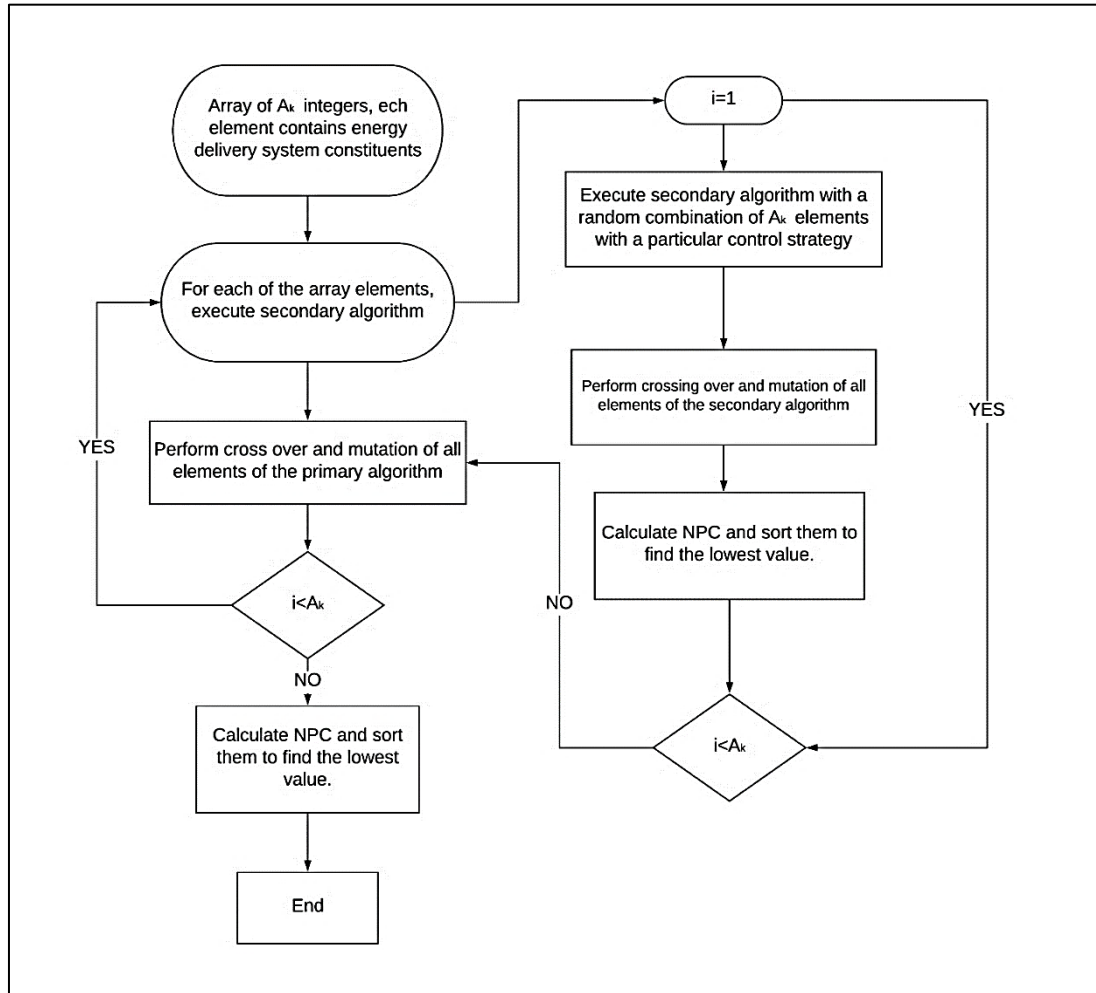 Array of Aₖ integers, ech
element contains energy
delivery system constituents
For each of the array elements,
execute secondary algorithm
YES
Perform cross over and mutation of all
elements of the primary algorithm
i<Aₖ
NO
Calculate NPC and sort
them to find the lowest
value.
End
i=1
Execute secondary algorithm with a
random combination of Aₖ elements
with a particular control strategy
Perform crossing over and mutation of all
elements of the secondary algorithm
YES
Calculate NPC and sort them to
find the lowest value.
NO
i<Aₖ